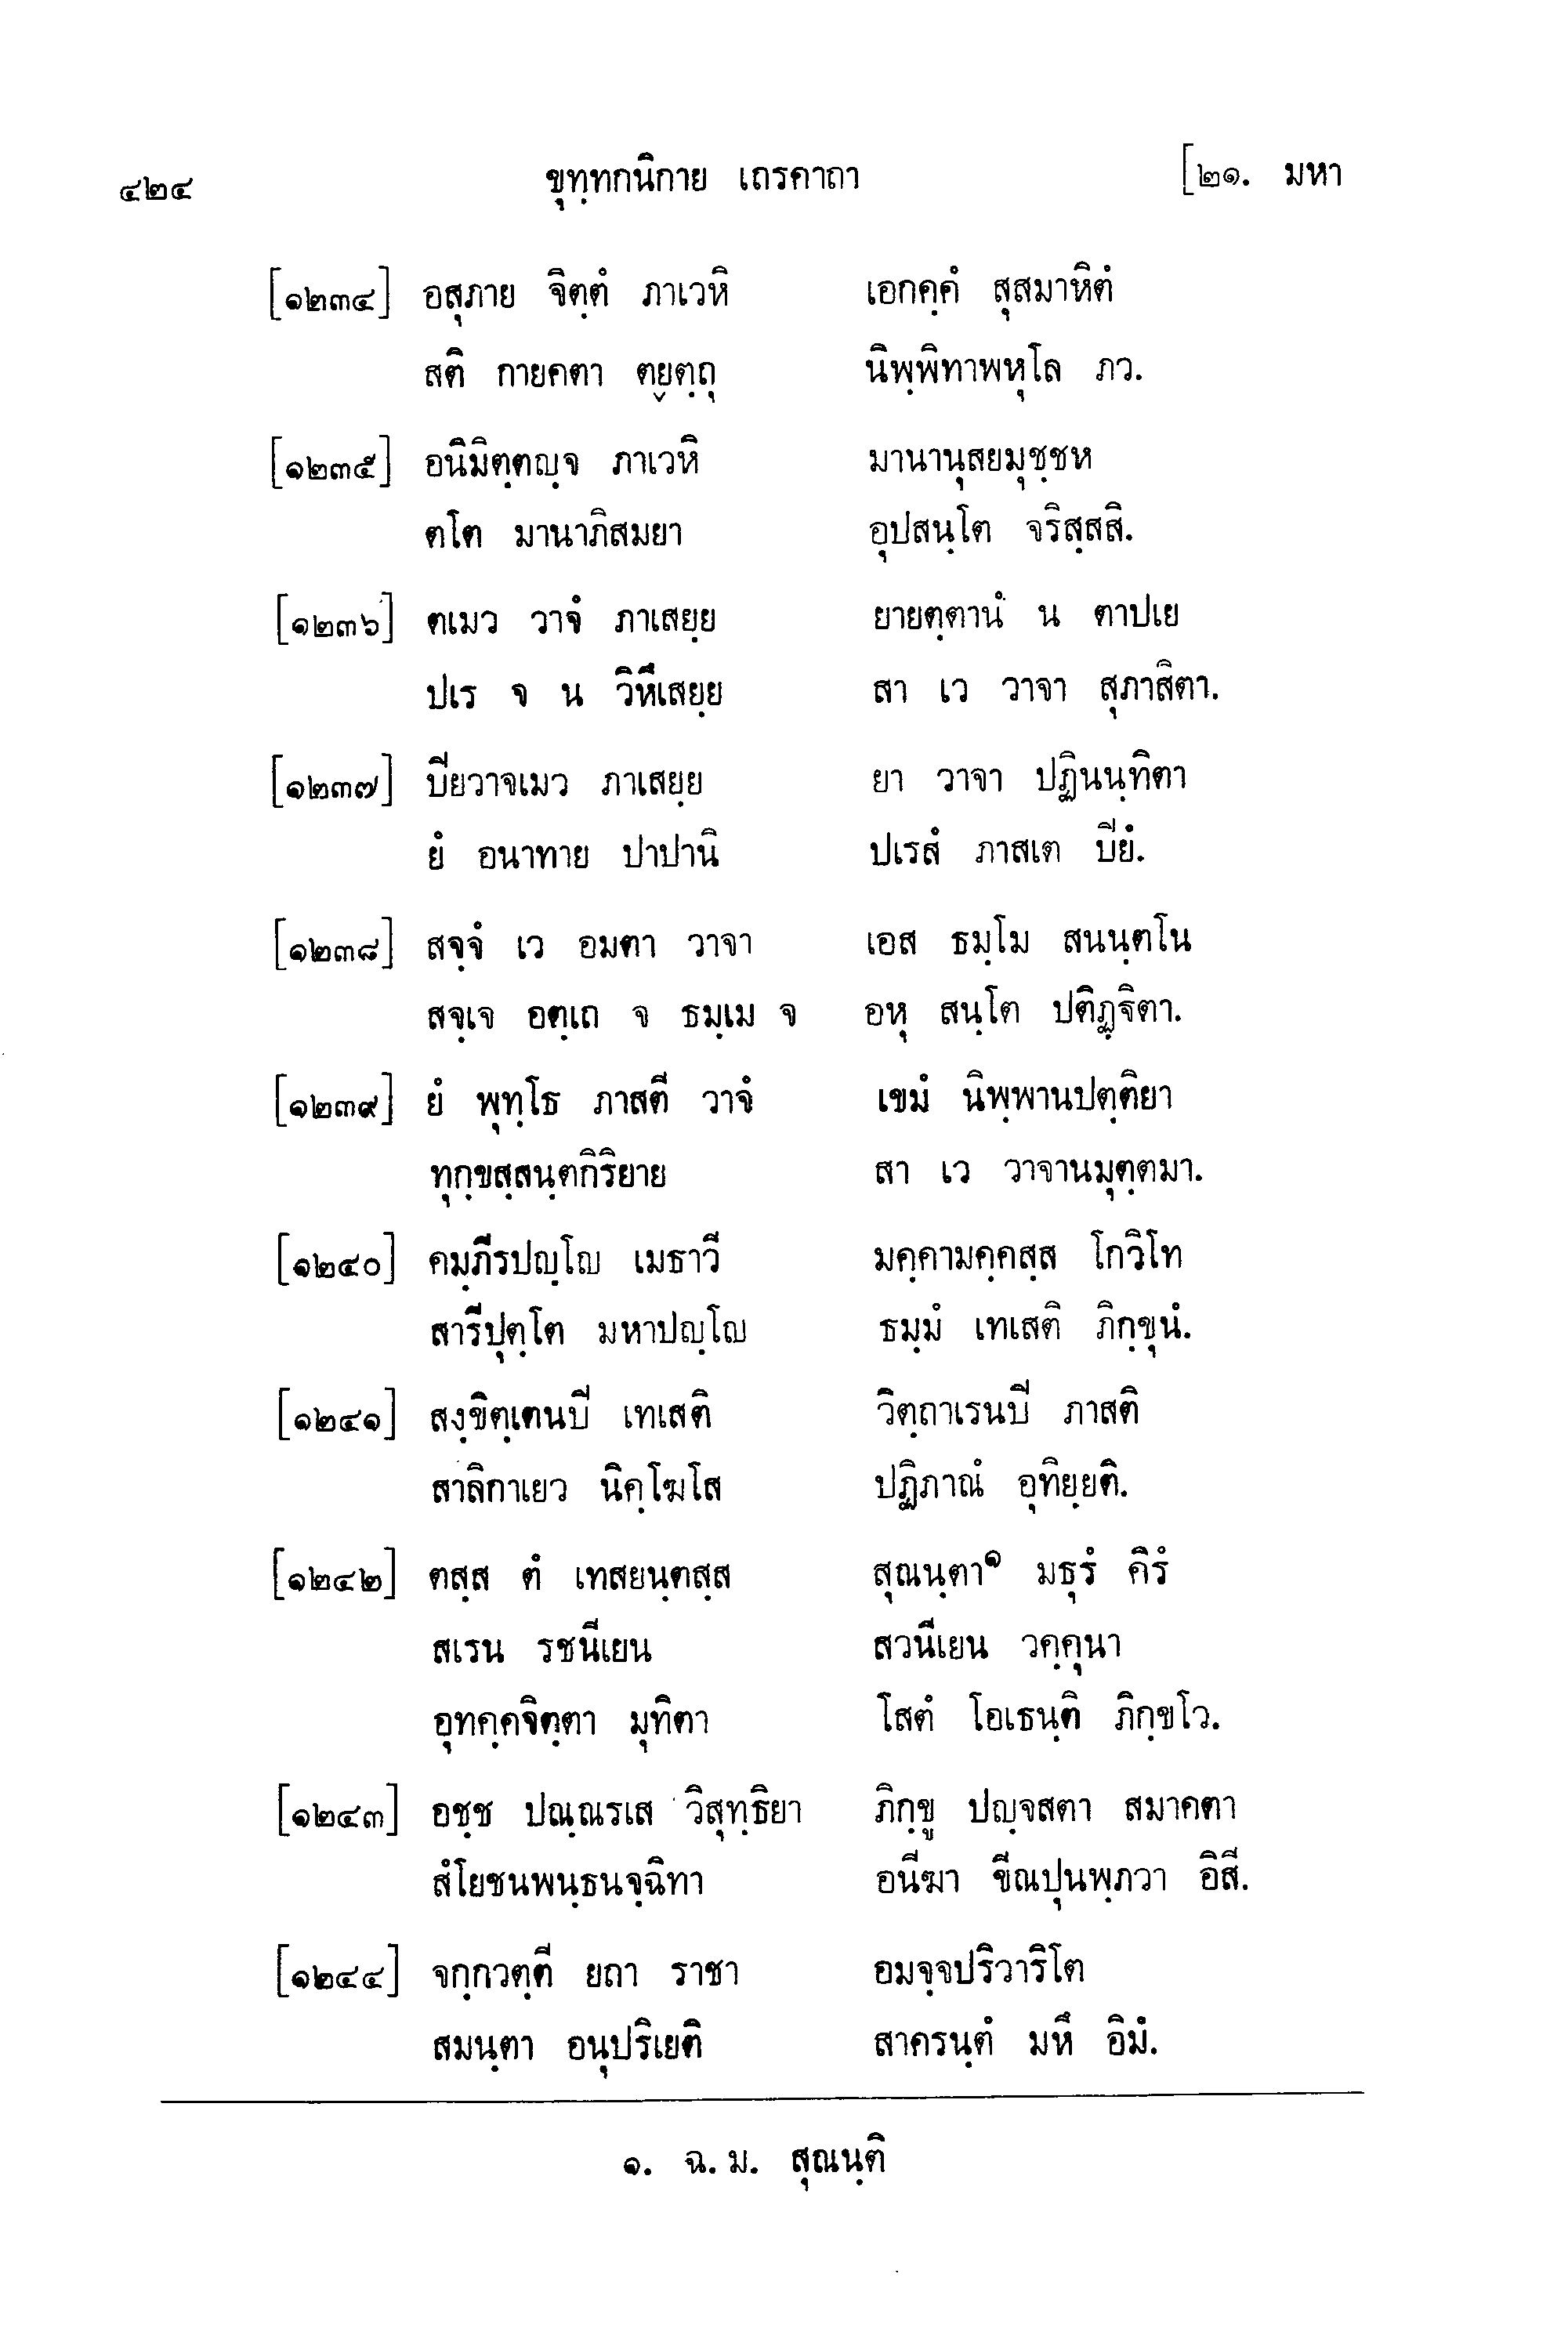 ๔๒๔ ขุทฺทกนิกาย เถรคาถา [๒๑. มหา
[๑๒๓๔] อสุภาย จิตฺตํ ภาเวหิ เอกคฺคํ สุสมาหิตํ
สติ กายคตา ตฺยตฺถุ นิพฺพิทาพหุโล ภว.
[๑๒๓๕] อนิมิตฺตญฺจ ภาเวหิ มานานุสยมุชฺชห
ตโต มานาภิสมยา อุปสนฺโต จริสฺสสิ.
[๑๒๓๖] ตเมว วาจํ ภาเสยฺย ยายตฺตานํ น ตาปเย
ปเร จ น วิหึเสยฺย สา เว วาจา สุภาสิตา.
[๑๒๓๗] ปิยวาจเมว ภาเสยฺย ยา วาจา ปฏินนฺทิตา
ยํ อนาทาย ปาปานิ ปเรสํ ภาสเต ปิยํ.
[๑๒๓๘] สจฺจํ เว อมตา วาจา เอส ธมฺโม สนนฺตโน
สจฺเจ อตฺเถ จ ธมฺเม จ อหุ สนฺโต ปติฏฺฐิตา.
[๑๒๓๙] ยํ พุทฺโธ ภาสตี วาจํ เขมํ นิพฺพานปตฺติยา
ทุกฺขสฺสนฺตกิริยาย สา เว วาจานมุตฺตมา.
[๑๒๔๐] คมฺภีรปญฺโญ เมธาวี มคฺคามคฺคสฺส โกวิโท
สารีปุตฺโต มหาปญฺโญ ธมฺมํ เทเสติ ภิกฺขุนํ.
[๑๒๔๑] สงฺขิตฺเตนปิ เทเสติ วิตฺถาเรนปิ ภาสติ
สาลิกาเยว นิคฺโฆโส ปฏิภาณํ อุทิยฺยติ.
[๑๒๔๒] ตสฺส ตํ เทสยนฺตสฺส สุณนฺตา๑ มธุรํ คิรํ
สเรน รชนีเยน สวนีเยน วคฺคุนา
อุทคฺคจิตฺตา มุทิตา โสตํ โอเธนฺติ ภิกฺขโว.
[๑๒๔๓] อชฺช ปณฺณรเส วิสุทฺธิยา ภิกฺขู ปญฺจสตา สมาคตา
สํโยชนพนฺธนจฺฉิทา อนีฆา ขีณปุนพฺภวา อิสี.
[๑๒๔๔] จกฺกวตฺตี ยถา ราชา อมจฺจปริวาริโต
สมนฺตา อนุปริเยติ สาครนฺตํ มหึ อิมํ.
๑. ฉ. ม. สุณนฺติ